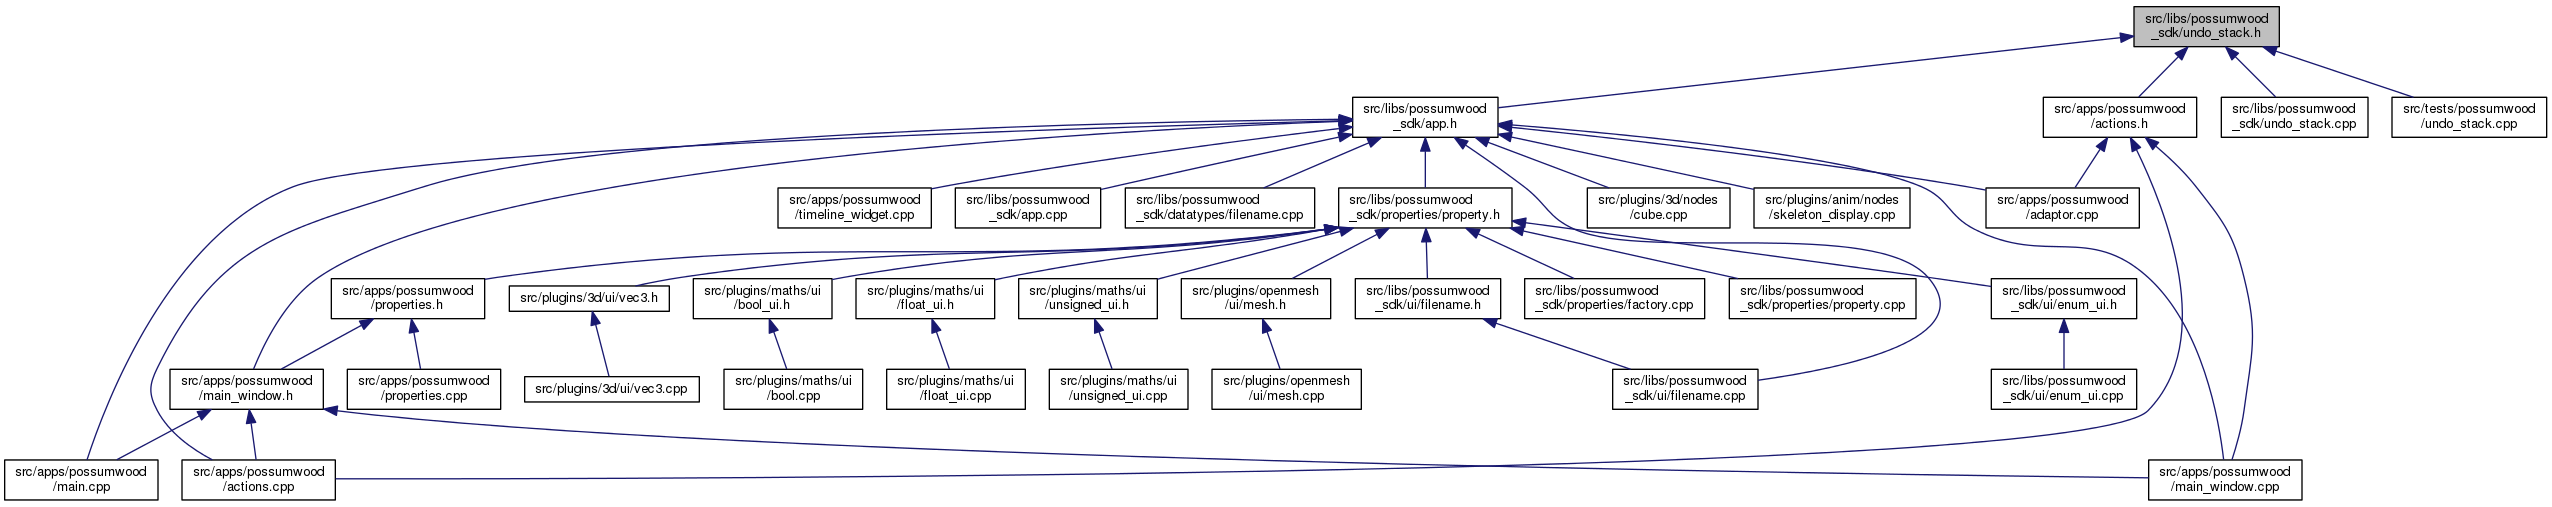 src/libs/possumwood
_sdk/undo_stack.h
src/libs/possumwood
_sdk/app.h
src/apps/possumwood
/actions.h
src/libs/possumwood
_sdk/undo_stack.cpp
src/tests/possumwood
/undo_stack.cpp
src/apps/possumwood
/timeline_widget.cpp
src/libs/possumwood
_sdk/app.cpp
src/libs/possumwood
_sdk/datatypes/filename.cpp
src/libs/possumwood
_sdk/properties/property.h
src/plugins/3d/nodes
/cube.cpp
src/plugins/anim/nodes
/skeleton_display.cpp
src/apps/possumwood
/adaptor.cpp
src/apps/possumwood
/properties.h
src/plugins/3d/ui/vec3.h
src/plugins/maths/ui
/bool_ui.h
src/plugins/maths/ui
/float_ui.h
src/plugins/maths/ui
/unsigned_ui.h
src/plugins/openmesh
/ui/mesh.h
src/libs/possumwood
_sdk/ui/filename.h
src/libs/possumwood
_sdk/properties/factory.cpp
src/libs/possumwood
_sdk/properties/property.cpp
src/libs/possumwood
_sdk/ui/enum_ui.h
src/apps/possumwood
/main_window.h
src/apps/possumwood
/properties.cpp
src/plugins/3d/ui/vec3.cpp
src/plugins/maths/ui
/bool.cpp
src/plugins/maths/ui
/float_ui.cpp
src/plugins/maths/ui
/unsigned_ui.cpp
src/plugins/openmesh
/ui/mesh.cpp
src/libs/possumwood
_sdk/ui/filename.cpp
src/libs/possumwood
_sdk/ui/enum_ui.cpp
src/apps/possumwood
/main.cpp
src/apps/possumwood
/actions.cpp
src/apps/possumwood
/main_window.cpp